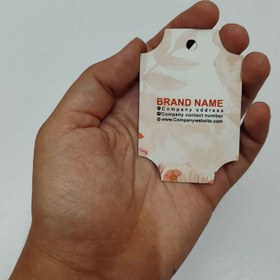 BRAND NAME
Company address
Company contact number
www.Companywebsite.com